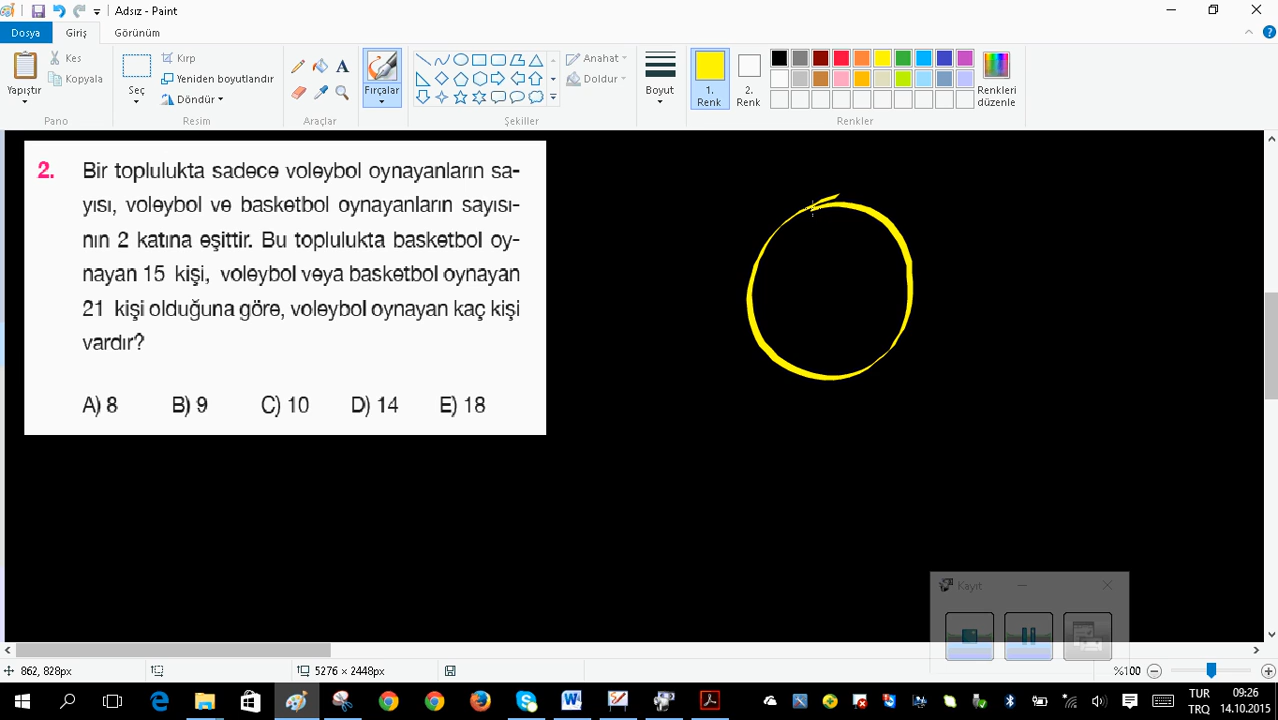 Adsız - Paint
Dosya Giriş Görünüm
Yapıştır
Kes
Kopyala
Pano
Seç
Kırp
Yeniden boyutlandır
Döndür
Resim
Araçlar
Fırçalar
Anahat
Doldur
Şekiller
Boyut
1. Renk
2. Renk
Renkleri düzenle
Renkler
2. Bir toplulukta sadece voleybol oynayanların sa-
yısı, voleybol ve basketbol oynayanların sayısı-
nın 2 katına eşittir. Bu toplulukta basketbol oy-
nayan 15 kişi, voleybol veya basketbol oynayan
21 kişi olduğuna göre, voleybol oynayan kaç kişi
vardır?
A) 8 B) 9 C) 10 D) 14 E) 18
Kayıt
862, 828px
5276 × 2448px
%100
TUR
TRQ
09:26
14.10.2015